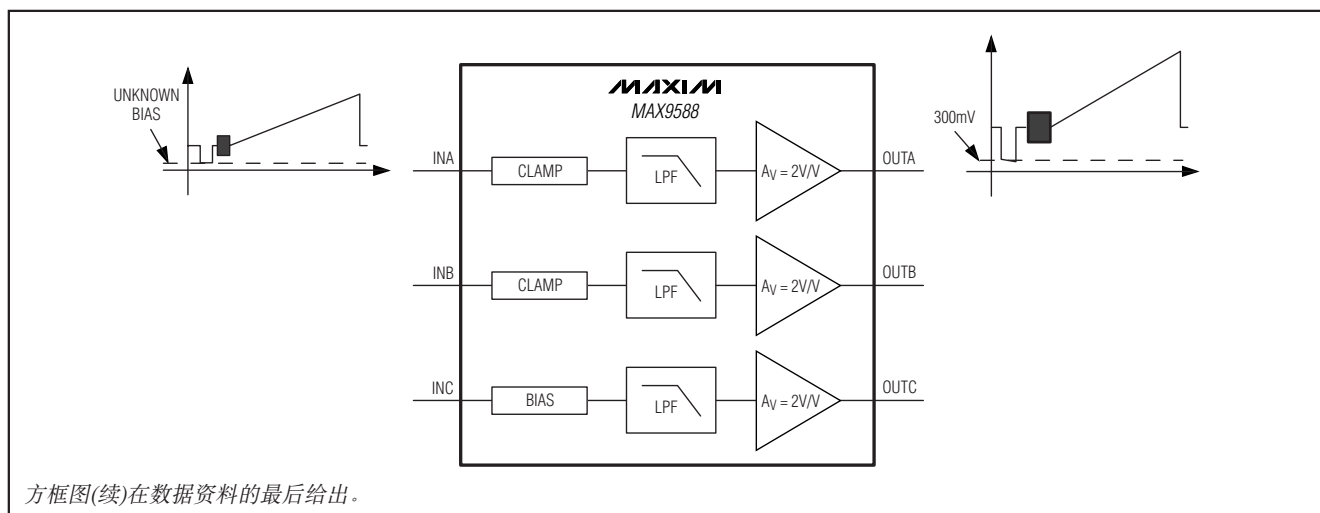 UNKNOWN
BIAS
MAXIM
MAX9588
300mV
INA
CLAMP
LPF
AV = 2V/V
OUTA
INB
CLAMP
LPF
AV = 2V/V
OUTB
INC
BIAS
LPF
AV = 2V/V
OUTC
方框图(续)在数据资料的最后给出。